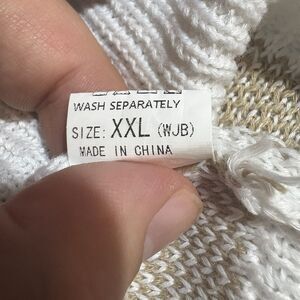 WASH SEPARATELY
SIZE: XXL (WJB)
MADE IN CHINA